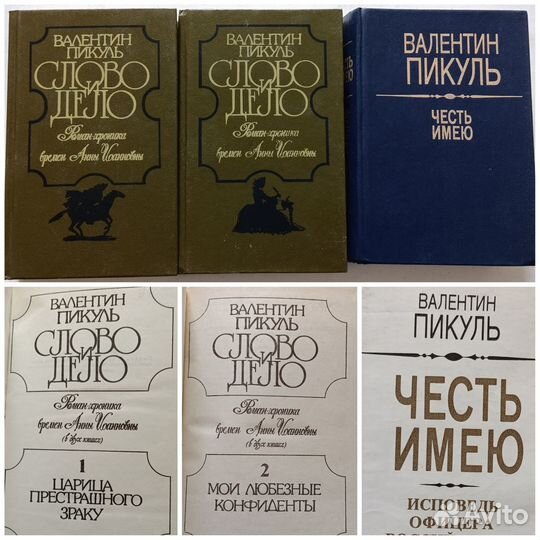 ВАЛЕНТИН
ПИКУЛЬ
СЛОВО
И
ДЕЛО
Роман-хроника
времен Анны Иоанновны
ВАЛЕНТИН
ПИКУЛЬ
СЛОВО
И
ДЕЛО
Роман-хроника
времен Анны Иоанновны
ВАЛЕНТИН
ПИКУЛЬ
ЧЕСТЬ
ИМЕЮ
ВАЛЕНТИН
ПИКУЛЬ
СЛОВО
И
ДЕЛО
Роман-хроника
времен Анны Иоанновны
(в двух книгах)
1
ЦАРИЦА
ПРЕСТРАШНОГО
ЗРАКУ
ВАЛЕНТИН
ПИКУЛЬ
СЛОВО
И
ДЕЛО
Роман-хроника
времен Анны Иоанновны
(в двух книгах)
2
МОИ ЛЮБЕЗНЫЕ
КОНФИДЕНТЫ
ВАЛЕНТИН
ПИКУЛЬ
ЧЕСТЬ
ИМЕЮ
ИСПОВЕДЬ
ОФИЦЕРА
Avito